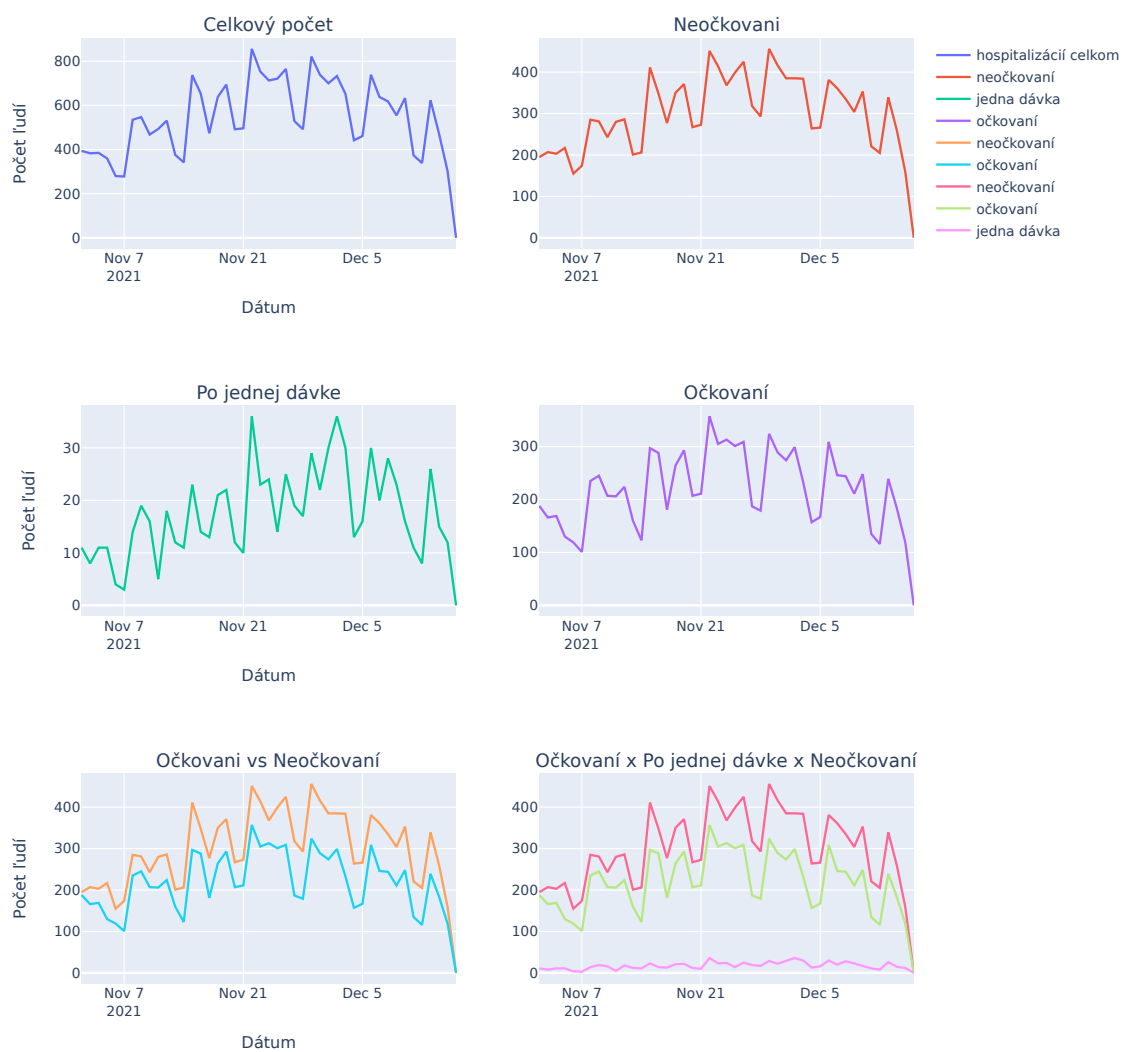 Celkový počet
Neočkovani
800
600
400
200
0
Počet ľudí
Nov 7
2021
Nov 21
Dec 5
Dátum
400
300
200
100
0
Nov 7
2021
Nov 21
Dec 5
hospitalizácií celkom
neočkovaní
jedna dávka
očkovaní
neočkovaní
očkovaní
neočkovaní
očkovaní
jedna dávka
Po jednej dávke
Očkovaní
30
20
10
0
Počet ľudí
Nov 7
2021
Nov 21
Dec 5
Dátum
300
200
100
0
Nov 7
2021
Nov 21
Dec 5
Očkovani vs Neočkovaní
Očkovaní x Po jednej dávke x Neočkovaní
400
300
200
100
0
Počet ľudí
Nov 7
2021
Nov 21
Dec 5
Dátum
400
300
200
100
0
Nov 7
2021
Nov 21
Dec 5